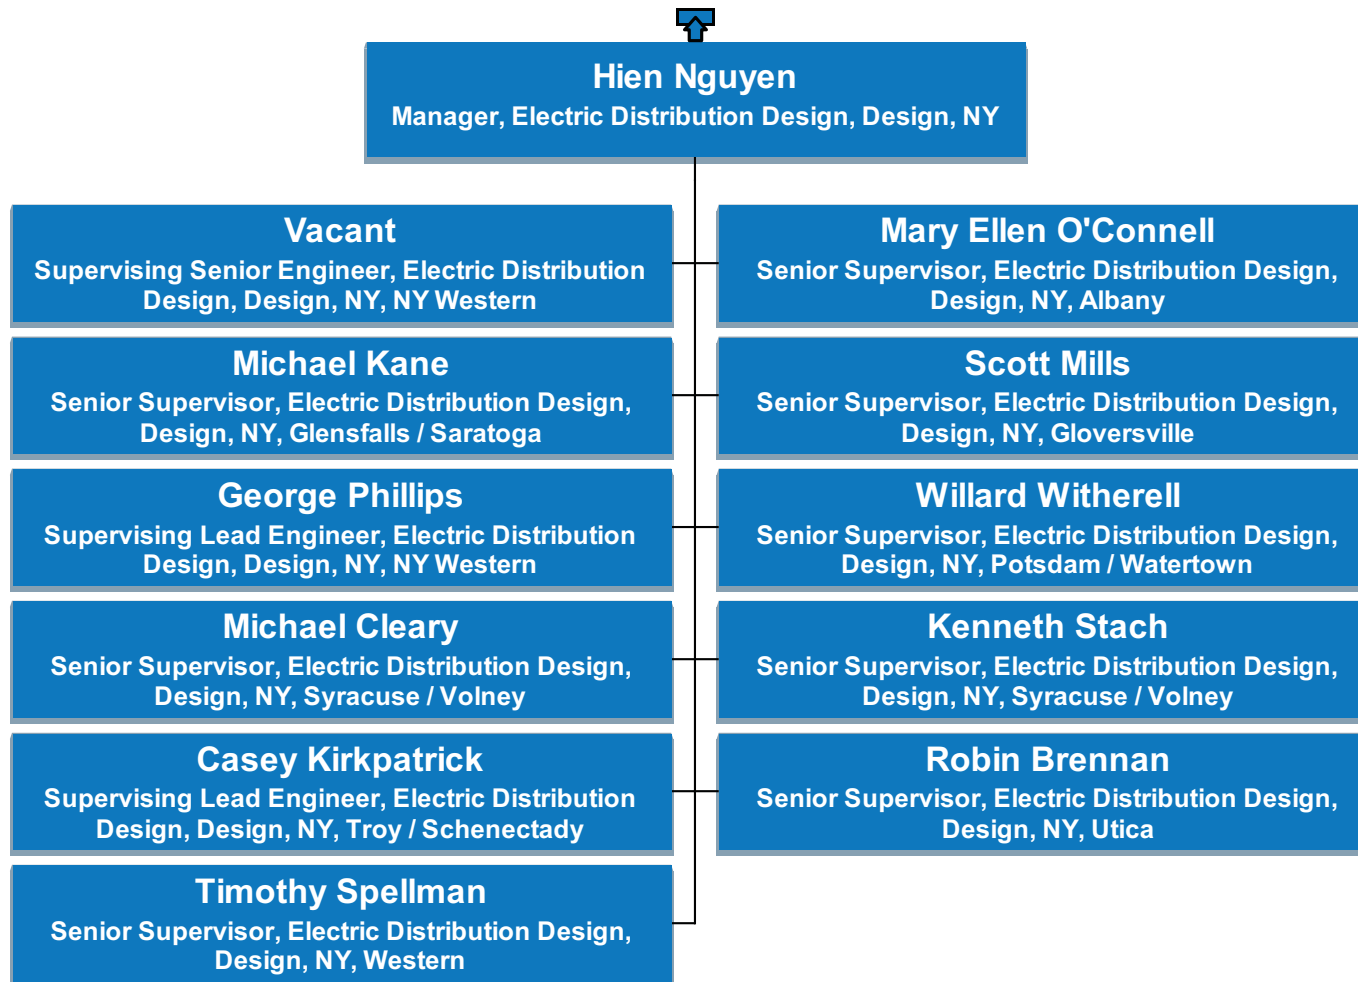 Hien Nguyen
Manager, Electric Distribution Design, Design, NY
Vacant
Supervising Senior Engineer, Electric Distribution
Design, Design, NY, NY Western
Mary Ellen O'Connell
Senior Supervisor, Electric Distribution Design,
Design, NY, Albany
Michael Kane
Senior Supervisor, Electric Distribution Design,
Design, NY, Glensfalls / Saratoga
Scott Mills
Senior Supervisor, Electric Distribution Design,
Design, NY, Gloversville
George Phillips
Supervising Lead Engineer, Electric Distribution
Design, Design, NY, NY Western
Willard Witherell
Senior Supervisor, Electric Distribution Design,
Design, NY, Potsdam / Watertown
Michael Cleary
Senior Supervisor, Electric Distribution Design,
Design, NY, Syracuse / Volney
Kenneth Stach
Senior Supervisor, Electric Distribution Design,
Design, NY, Syracuse / Volney
Casey Kirkpatrick
Supervising Lead Engineer, Electric Distribution
Design, Design, NY, Troy / Schenectady
Robin Brennan
Senior Supervisor, Electric Distribution Design,
Design, NY, Utica
Timothy Spellman
Senior Supervisor, Electric Distribution Design,
Design, NY, Western